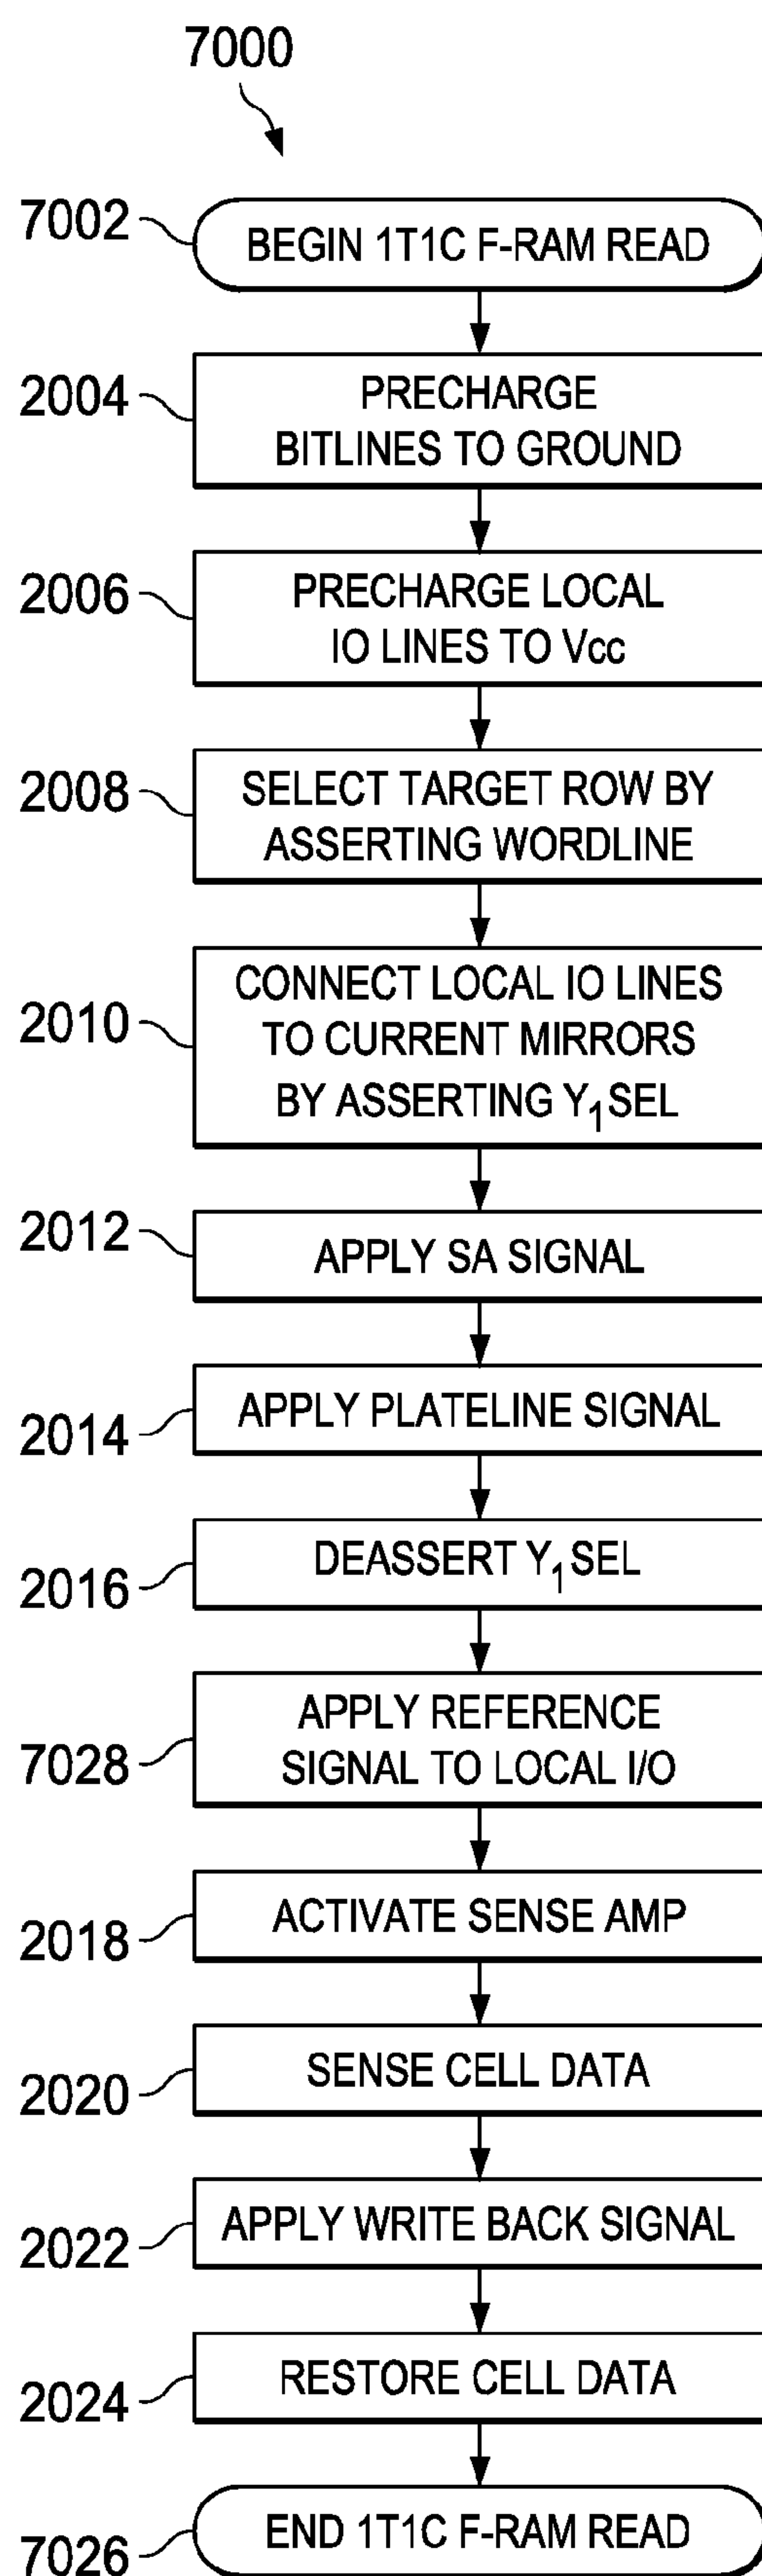 7000
7002
BEGIN 1T1C F-RAM READ
2004
PRECHARGE
BITLINES TO GROUND
2006
PRECHARGE LOCAL
IO LINES TO Vcc
2008
SELECT TARGET ROW BY
ASSERTING WORDLINE
2010
CONNECT LOCAL IO LINES
TO CURRENT MIRRORS
BY ASSERTING Y₁SEL
2012
APPLY SA SIGNAL
2014
APPLY PLATELINE SIGNAL
2016
DEASSERT Y₁SEL
7028
APPLY REFERENCE
SIGNAL TO LOCAL I/O
2018
ACTIVATE SENSE AMP
2020
SENSE CELL DATA
2022
APPLY WRITE BACK SIGNAL
2024
RESTORE CELL DATA
7026
END 1T1C F-RAM READ